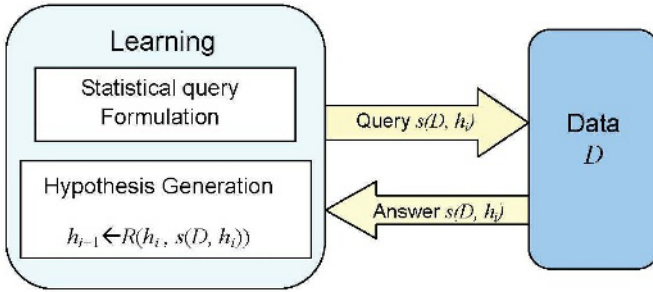 Learning
Statistical query
Formulation
Query s(D, hᵢ)
Data
D
Hypothesis Generation
Answer s(D, hᵢ)
hᵢ₊₁←R(hᵢ , s(D, hᵢ))